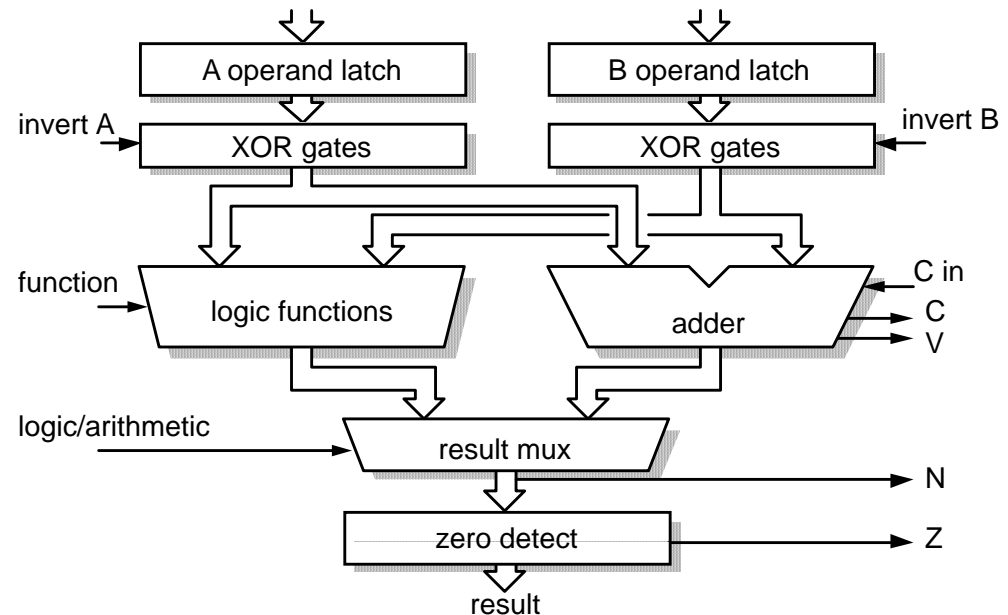 A operand latch
B operand latch
invert A
invert B
XOR gates
XOR gates
function
C in
logic functions
adder
C
V
logic/arithmetic
result mux
N
zero detect
Z
result